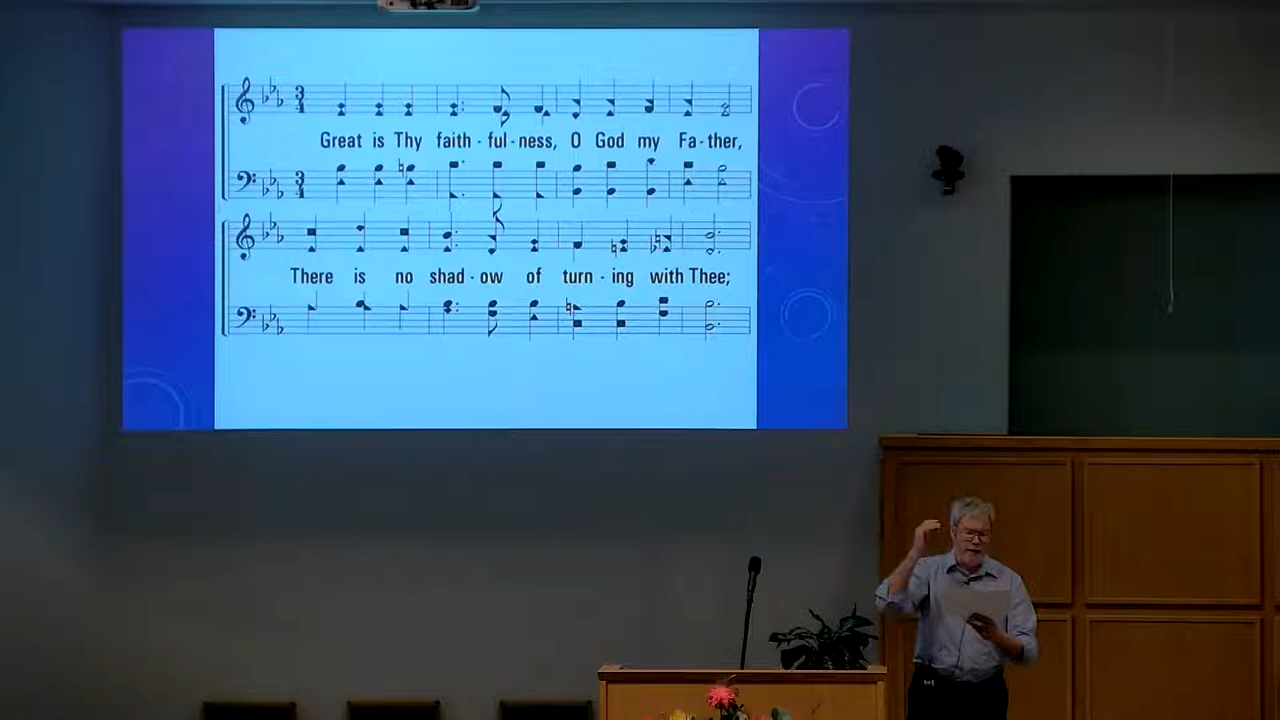 Great is Thy faith - ful - ness, O God my Fa - ther,
There is no shad - ow of turn - ing with Thee;